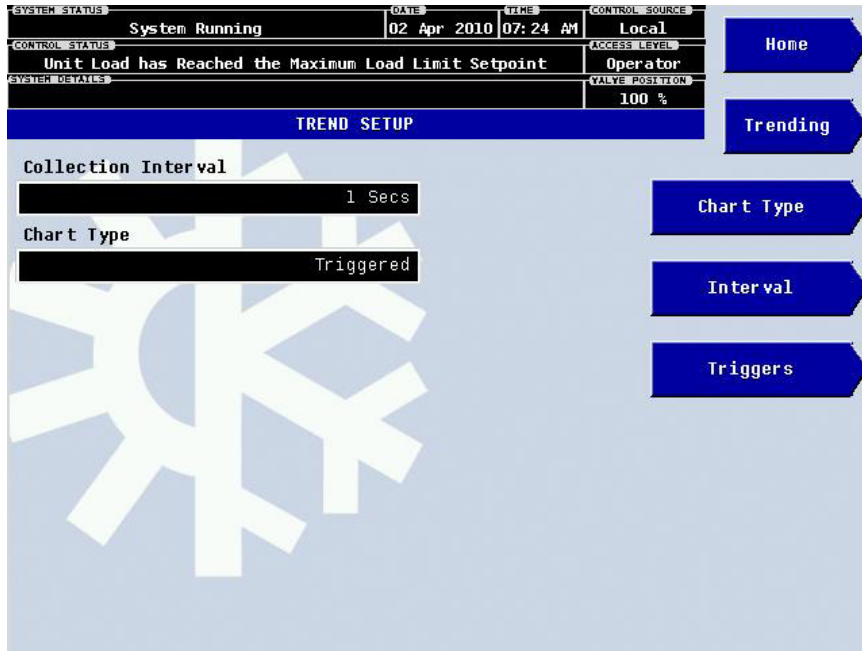 SYSTEM STATUS DATE TIME CONTROL SOURCE
System Running 02 Apr 2010 07:24 AM Local
CONTROL STATUS ACCESS LEVEL
Unit Load has Reached the Maximum Load Limit Setpoint Operator
SYSTEM DETAILS VALVE POSITION
100 %
TREND SETUP
Home
Trending
Collection Interval
1 Secs
Chart Type
Triggered
Chart Type
Interval
Triggers